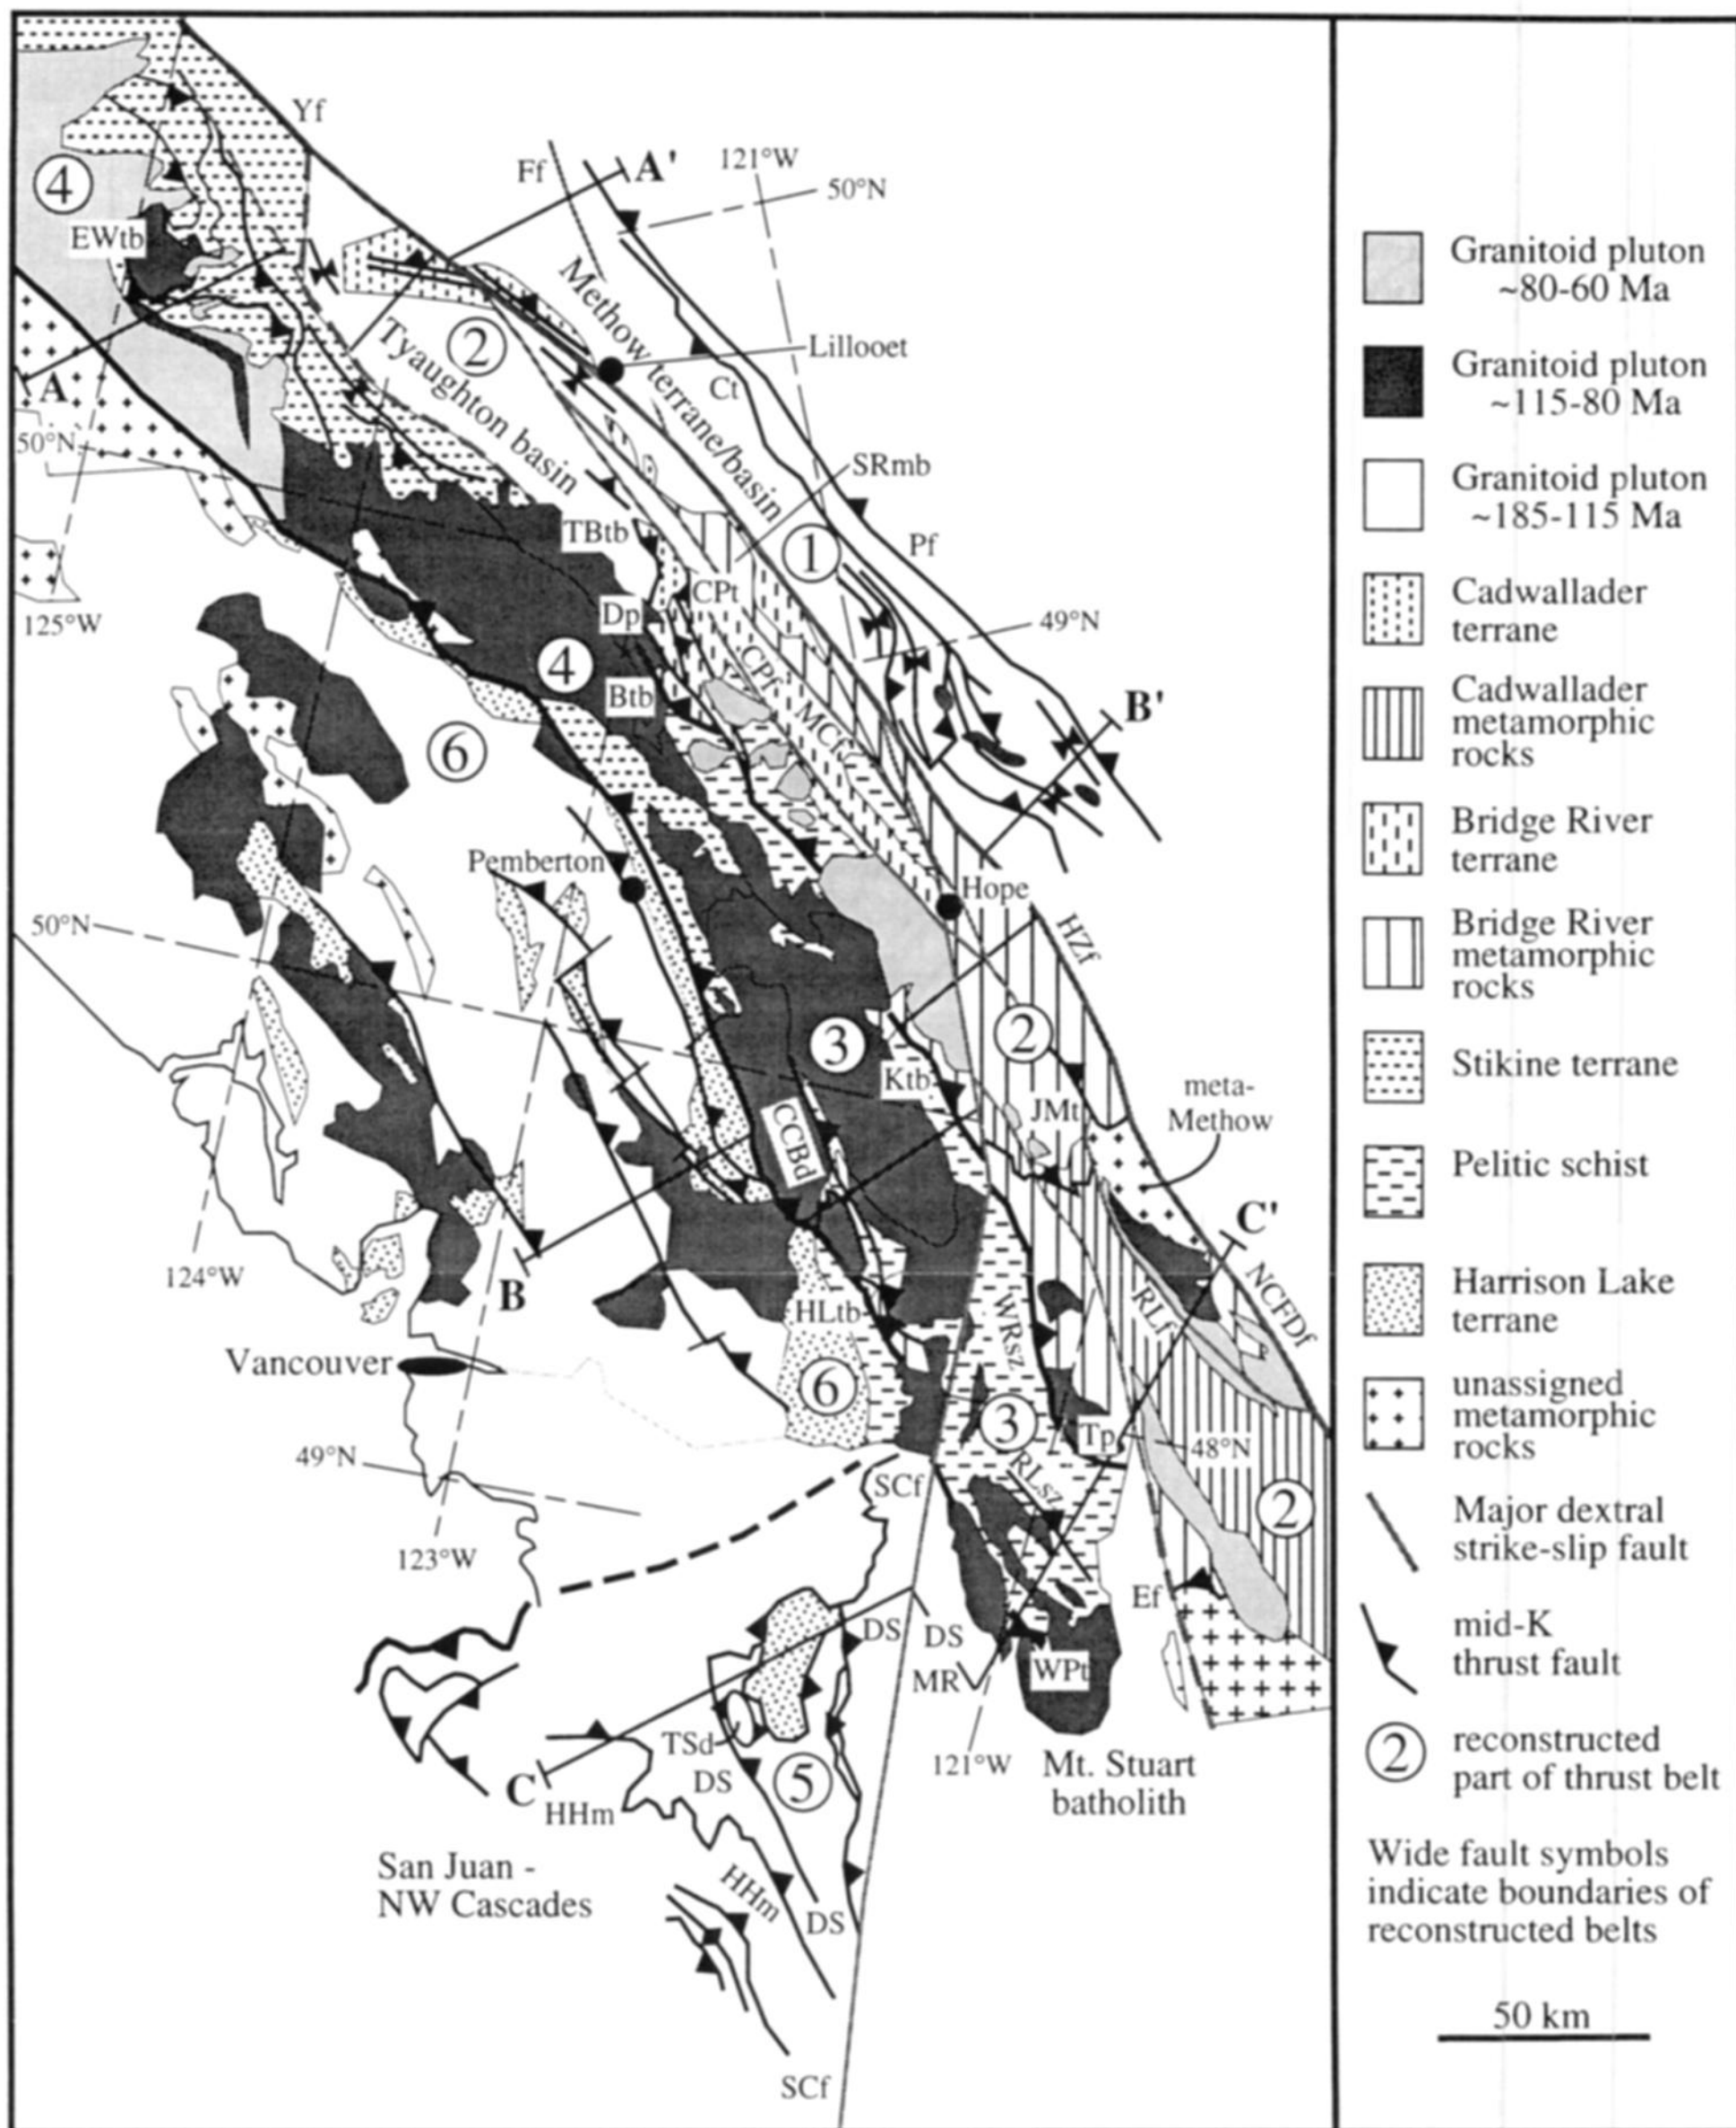 Yf
Ff
A'
121°W
50°N
4
EWtb
Methow terrane/basin
2
Tyaughton basin
Lillooet
Ct
A
50°N
SRmb
TBtb
1
Pf
CPt
125°W
Dp
49°N
4
CPf
Btb
B'
MCf
6
Pemberton
Hope
50°N
HZf
3
2
Ktb
JMt
meta-
Methow
CCBd
C'
124°W
B
NCFDf
HLtb
WRsz
RLf
Vancouver
6
3
Tp
48°N
49°N
SCf
RLsz
2
123°W
Ef
DS
DS
MR
WPt
TSd
121°W
Mt. Stuart
batholith
C
DS
5
HHm
San Juan -
NW Cascades
HHm
DS
SCf
Granitoid pluton
~80-60 Ma
Granitoid pluton
~115-80 Ma
Granitoid pluton
~185-115 Ma
Cadwallader
terrane
Cadwallader
metamorphic
rocks
Bridge River
terrane
Bridge River
metamorphic
rocks
Stikine terrane
Pelitic schist
Harrison Lake
terrane
unassigned
metamorphic
rocks
Major dextral
strike-slip fault
mid-K
thrust fault
2
reconstructed
part of thrust belt
Wide fault symbols
indicate boundaries of
reconstructed belts
50 km